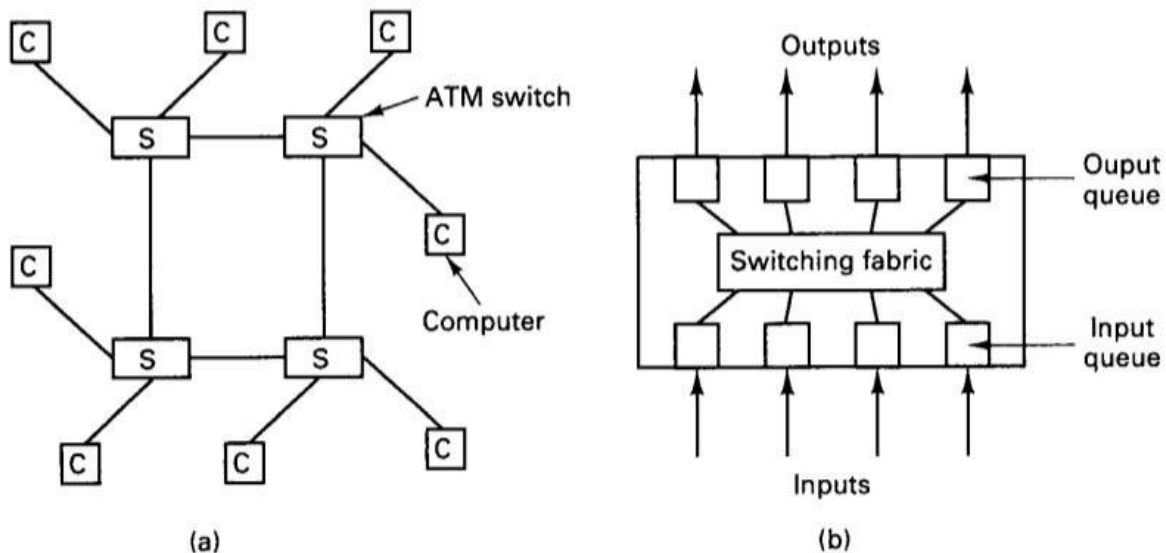 C
C
C
ATM switch
S
S
C
Computer
C
S
S
C
C
C
(a)
Outputs
Ouput
queue
Switching fabric
Input
queue
Inputs
(b)